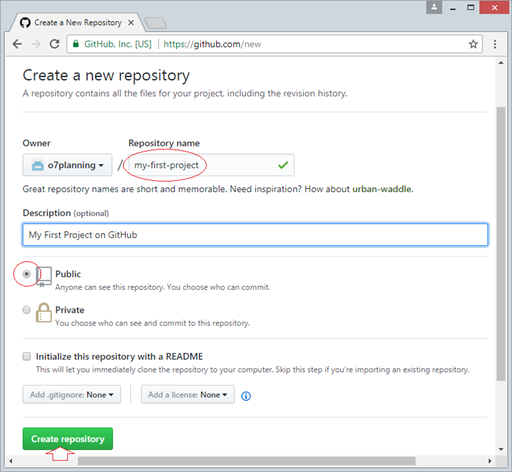 Create a New Repository
GitHub, Inc. [US] https://github.com/new
Create a new repository
A repository contains all the files for your project, including the revision history.
Owner Repository name
o7planning / my-first-project
Great repository names are short and memorable. Need inspiration? How about urban-waddle.
Description (optional)
My First Project on GitHub
Public
Anyone can see this repository. You choose who can commit.
Private
You choose who can see and commit to this repository.
Initialize this repository with a README
This will let you immediately clone the repository to your computer. Skip this step if you're importing an existing repository.
Add .gitignore: None Add a license: None
Create repository